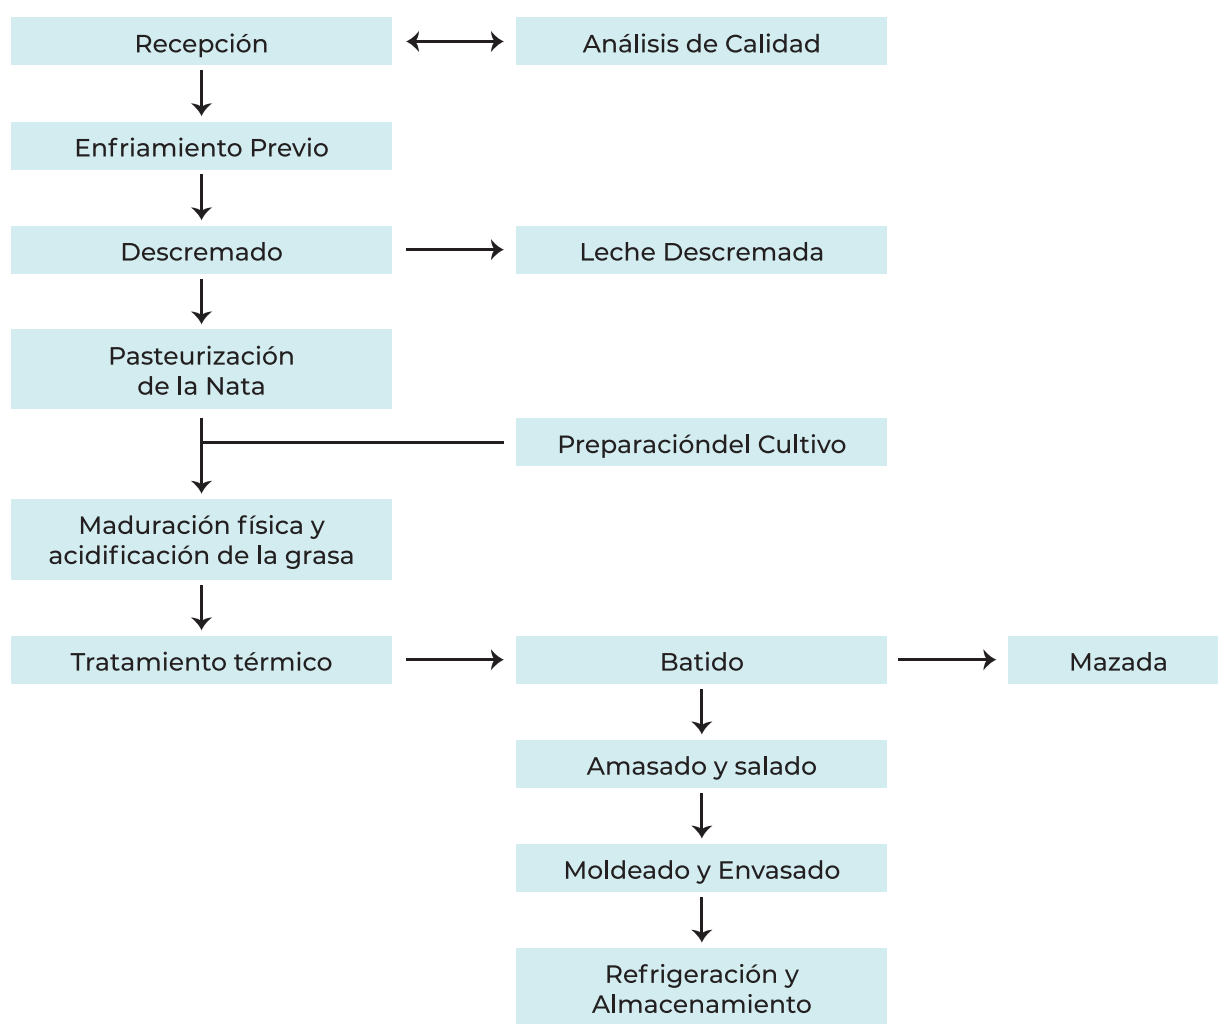 Recepción
Análisis de Calidad
Enfriamiento Previo
Descremado
Leche Descremada
Pasteurización
de la Nata
Preparacióndel Cultivo
Maduración física y
acidificación de la grasa
Tratamiento térmico
Batido
Mazada
Amasado y salado
Moldeado y Envasado
Refrigeración y
Almacenamiento